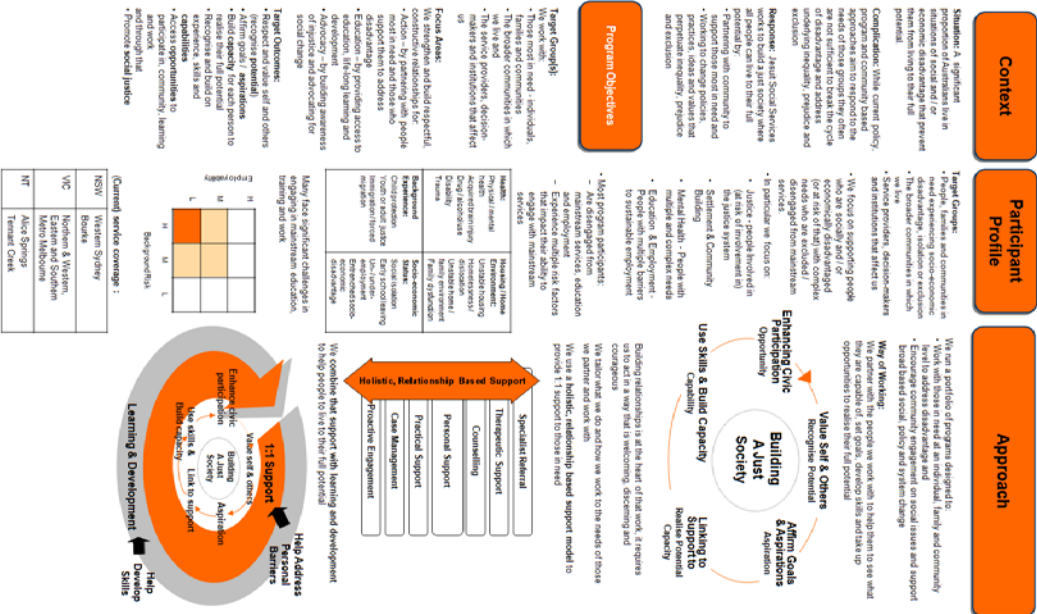 Context
Situation: A significant
proportion of Australians live in
situations of social and / or
economic disadvantage that prevent
them from living to their full
potential.
Complication: While current policy,
program and community based
approaches aim to respond to the
needs of those groups they often
are not sufficient to break the cycle
of disadvantage and address
underlying inequality, prejudice and
exclusion
Response: Jesuit Social Services
works to build a just society where
all people can live to their full
potential by:
• Partnering with community to
support those most in need and
• Working to change policies,
practices, ideas and values that
perpetuate inequality, prejudice
and exclusion
Program Objectives
Target Group[s]:
We work with:
• Those most in need - individuals,
families and communities
• The broader communities in which
we live and
• The service providers, decision-
makers and institutions that affect
us
Focus Areas:
We strengthen and build respectful,
constructive relationships for:
• Action – by partnering with people
most in need and those who
support them to address
disadvantage
• Education – by providing access to
education, life-long learning and
development
• Advocacy – by building awareness
of injustice and advocating for
social change
Target Outcomes:
• Respect and value self and others
(recognise potential)
• Affirm goals / aspirations
• Build capacity for each person to
realise their full potential
• Recognise and build on
experience, skills and
capabilities
• Access opportunities to
participate in, community, learning
and work
and through that
• Promote social justice
Participant
Profile
Target Groups:
• People, families and communities in
need experiencing socio-economic
disadvantage, isolation or exclusion
• The broader communities in which
we live
• Service providers, decision-makers
and institutions that affect us
• We focus on supporting people
who are socially and / or
economically disadvantaged
(or at risk of that) with complex
needs who are excluded /
disengaged from mainstream
services.
• In particular we focus on:
Justice - people Involved in
(at risk of involvement in)
the justice system
Settlement & Community
Building
• Mental Health - People with
multiple and complex needs
• Education & Employment -
People with multiple barriers
to sustainable employment
• Most program participants:
– Are disengaged from
mainstream services, education
and employment
– Experience multiple risk factors
that impact their ability to
engage with mainstream
services
Health:
Physical / mental
health
Acquired brain injury
Drug / alcohol use
Disability
Trauma
Housing / Home
Environment:
Unstable housing
Homelessness /
dislocation
Unstable home /
family environment
Family dysfunction
Background
Experience:
Child protection
Youth or adult justice
Immigration / forced
migration
Socio-economic
Status:
Social isolation
Early school leaving
Un- / under-
employment
Entrenched socio-
economic
disadvantage
Many face significant challenges in
engaging in mainstream education,
training and work
Employability
H
M
L
H M L
Background Risk
(Current) service coverage :
NSW
Western Sydney
Bourke
VIC
Northern & Western,
Eastern and Southern
Metro Melbourne
NT
Alice Springs
Tennant Creek
Approach
We run a portfolio of programs designed to:
• Work with those in need at an individual, family and community
level to address disadvantage and
• Encourage community engagement on social issues and support
broad based social, policy and system change
Way of Working:
We partner with the people we work with to help them to see what
they are capable of, set goals, develop skills and take up
opportunities to realise their full potential
Value Self & Others
Recognise Potential
Affirm Goals
& Aspirations
Aspiration
Linking to
Support to
Realise Potential
Capacity
Use Skills & Build Capacity
Capability
Enhancing Civic
Participation
Opportunity
Building
A Just
Society
Building relationships is at the heart of that work, it requires
us to act in a way that is welcoming, discerning and
courageous
We tailor what we do and how we work to the needs of those
we partner and work with
We use a holistic, relationship based support model to
provide 1:1 support to those in need
Holistic, Relationship Based Support
Specialist Referral
Therapeutic Support
Counselling
Personal Support
Practical Support
Case Management
Proactive Engagement
We combine that support with learning and development
to help people to live to their full potential
1:1 Support
Value self & others
Aspiration
Link to support
Use skills &
Build capacity
Enhance civic
participation
Building
A Just
Society
Learning & Development
Help Address
Personal
Barriers
Help
Develop
Skills